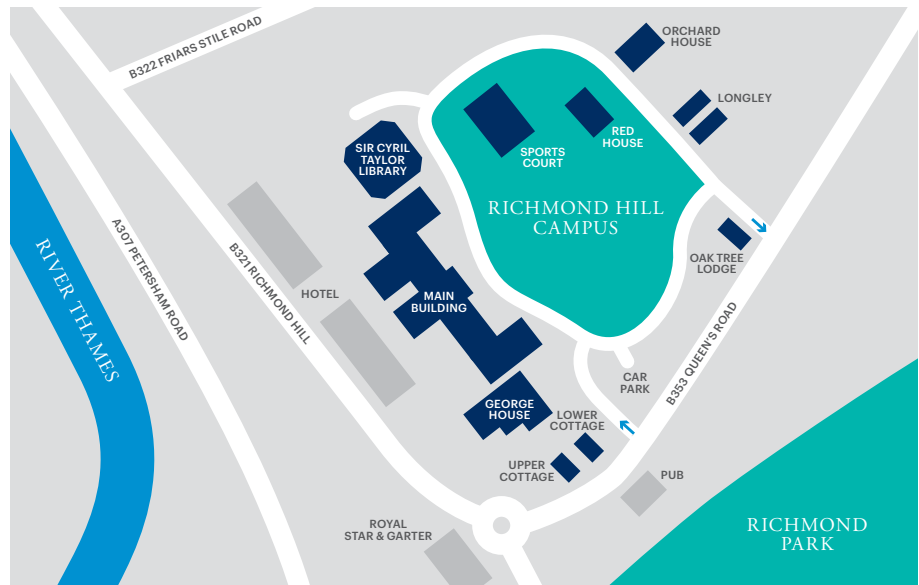 B322 FRIARS STILE ROAD
ORCHARD
HOUSE
LONGLEY
SIR CYRIL
TAYLOR
LIBRARY
SPORTS
COURT
RED
HOUSE
RICHMOND HILL
CAMPUS
RIVER THAMES
A307 PETERSHAM ROAD
B321 RICHMOND HILL
HOTEL
MAIN
BUILDING
OAK TREE
LODGE
B353 QUEEN'S ROAD
CAR
PARK
GEORGE
HOUSE
LOWER
COTTAGE
UPPER
COTTAGE
PUB
ROYAL
STAR & GARTER
RICHMOND
PARK